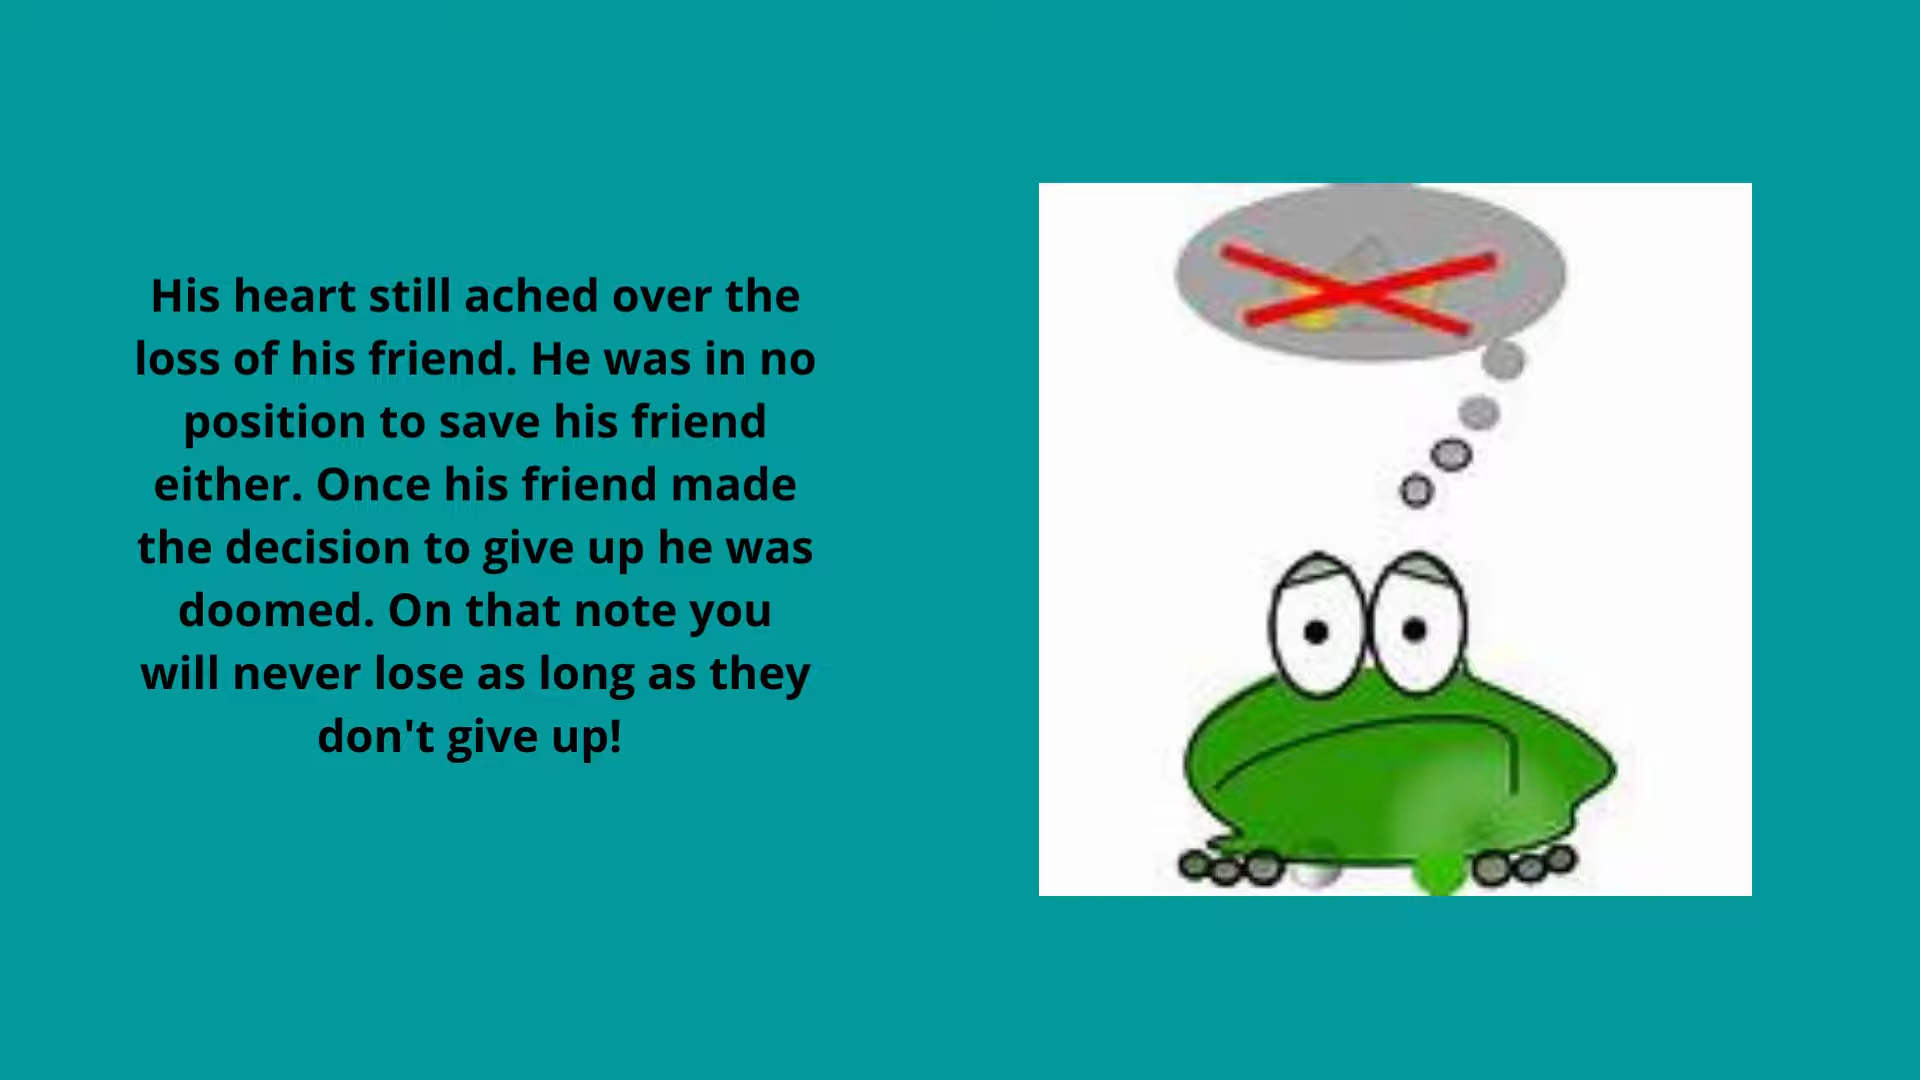 His heart still ached over the
loss of his friend. He was in no
position to save his friend
either. Once his friend made
the decision to give up he was
doomed. On that note you
will never lose as long as they
don't give up!